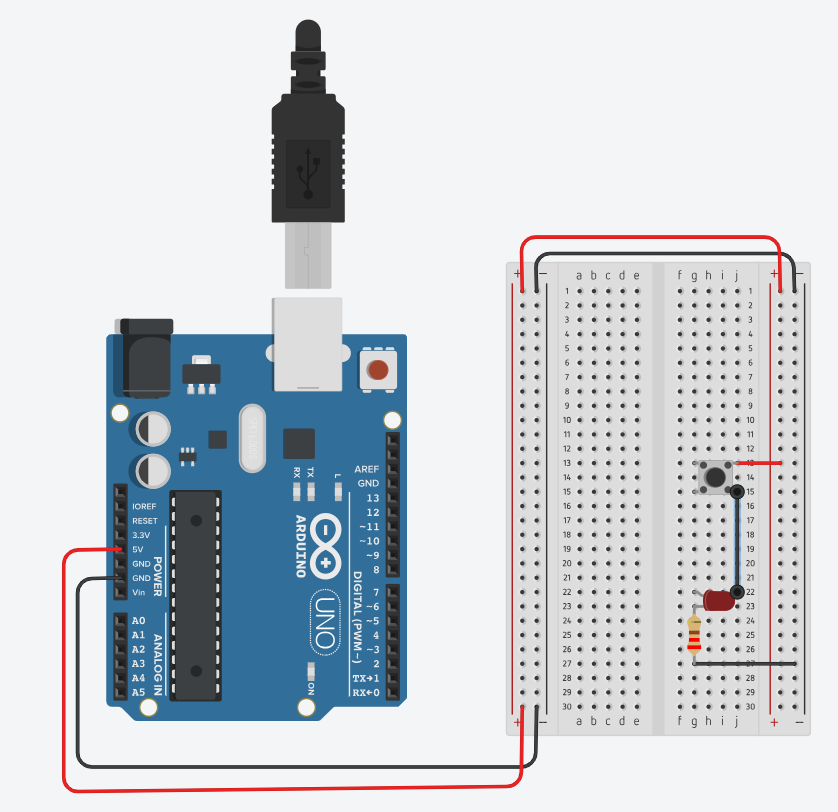 IOREF
RESET
3.3V
5V
GND
GND
Vin
POWER
A0
A1
A2
A3
A4
A5
ANALOG IN
RX
TX
L
ARDUINO
UNO
ON
AREF
GND
13
12
~11
~10
~9
8
7
~6
~5
4
~3
2
TX→1
RX←0
DIGITAL (PWM~)
+ − a b c d e f g h i j + −
1 1
2 2
3 3
4 4
5 5
6 6
7 7
8 8
9 9
10 10
11 11
12 12
13 13
14 14
15 15
16 16
17 17
18 18
19 19
20 20
21 21
22 22
23 23
24 24
25 25
26 26
27 27
28 28
29 29
30 30
+ − a b c d e f g h i j + −